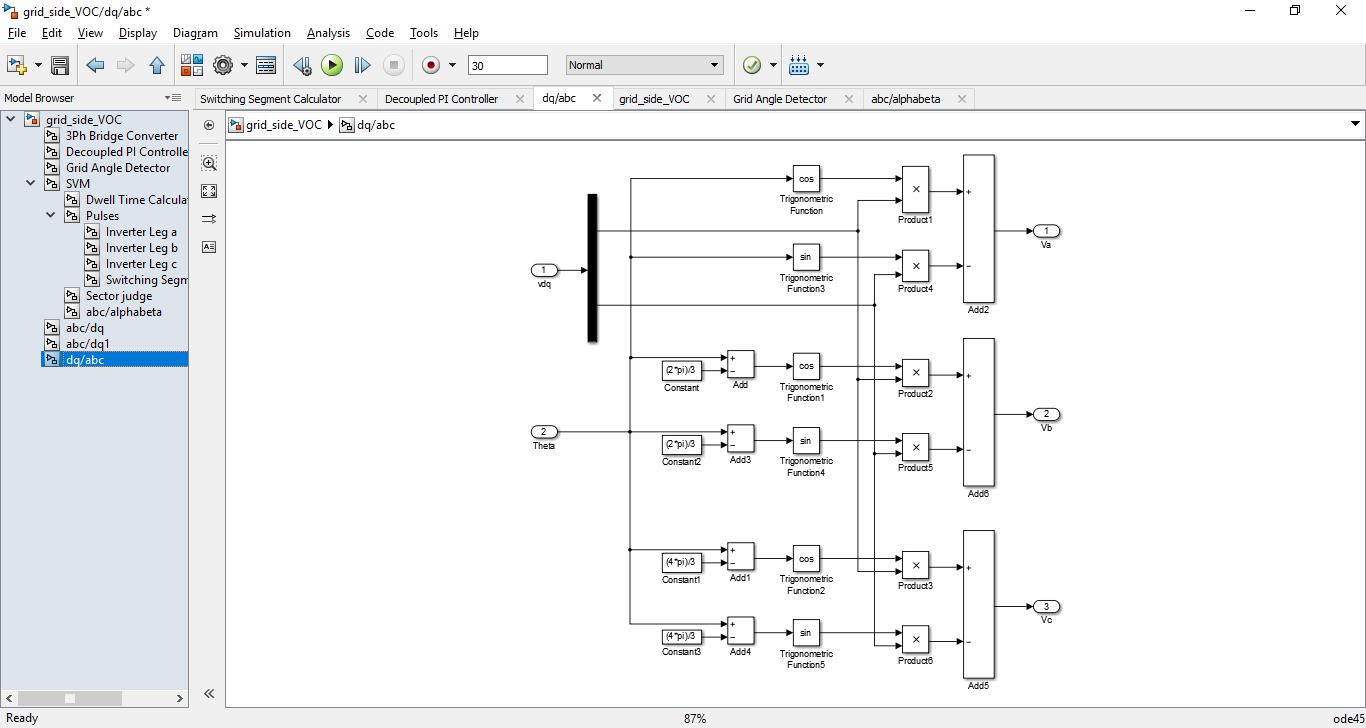 grid_side_VOC/dq/abc *
File Edit View Display Diagram Simulation Analysis Code Tools Help
30 Normal
Model Browser
Switching Segment Calculator Decoupled PI Controller dq/abc grid_side_VOC Grid Angle Detector abc/alphabeta
grid_side_VOC dq/abc
grid_side_VOC
3Ph Bridge Converter
Decoupled PI Controlle
Grid Angle Detector
SVM
Dwell Time Calcula
Pulses
Inverter Leg a
Inverter Leg b
Inverter Leg c
Switching Segm
Sector judge
abc/alphabeta
abc/dq
abc/dq1
dq/abc
1
vdq
2
Theta
cos
Trigonometric
Function
×
Product1
sin
Trigonometric
Function3
×
Product4
+
−
Add2
1
Va
(2*pi)/3
Constant
+
−
Add
cos
Trigonometric
Function1
×
Product2
(2*pi)/3
Constant2
+
−
Add3
sin
Trigonometric
Function4
×
Product5
+
−
Add6
2
Vb
(4*pi)/3
Constant1
+
−
Add1
cos
Trigonometric
Function2
×
Product3
(4*pi)/3
Constant3
+
−
Add4
sin
Trigonometric
Function5
×
Product6
+
−
Add5
3
Vc
Ready 87% ode45